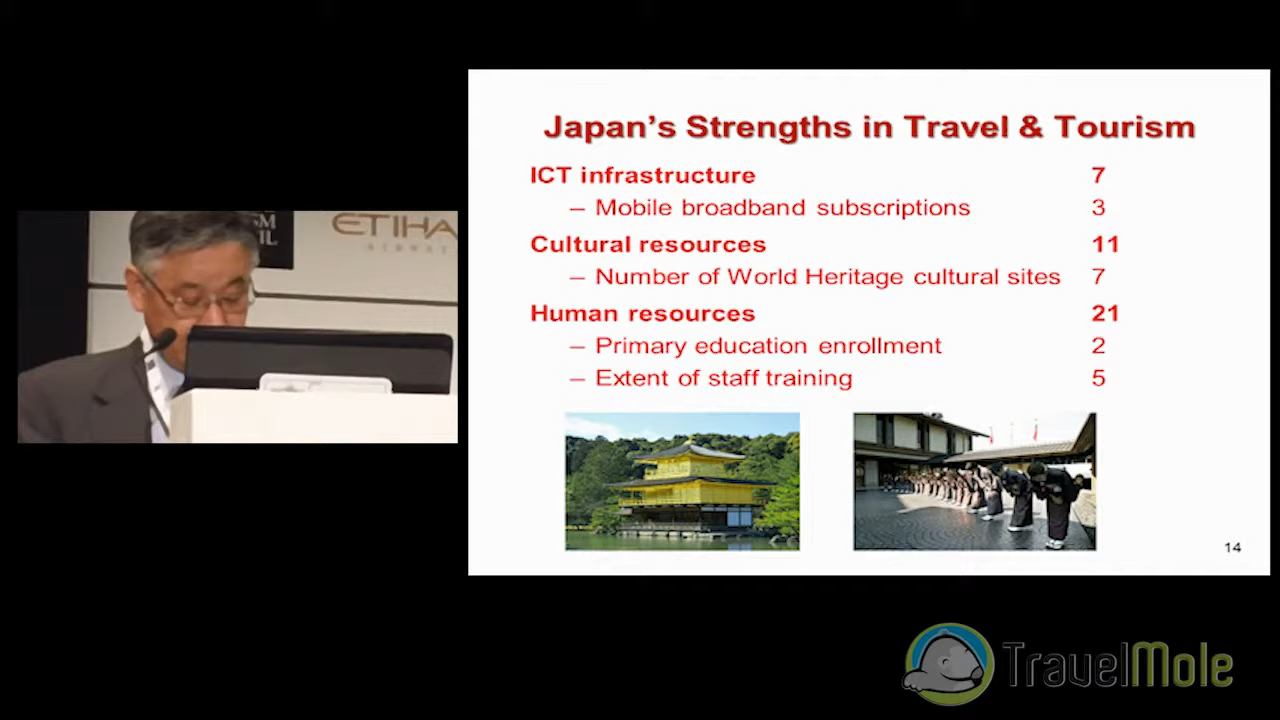 ETIHA
Japan's Strengths in Travel & Tourism
ICT infrastructure 7
– Mobile broadband subscriptions 3
Cultural resources 11
– Number of World Heritage cultural sites 7
Human resources 21
– Primary education enrollment 2
– Extent of staff training 5
14
TravelMole